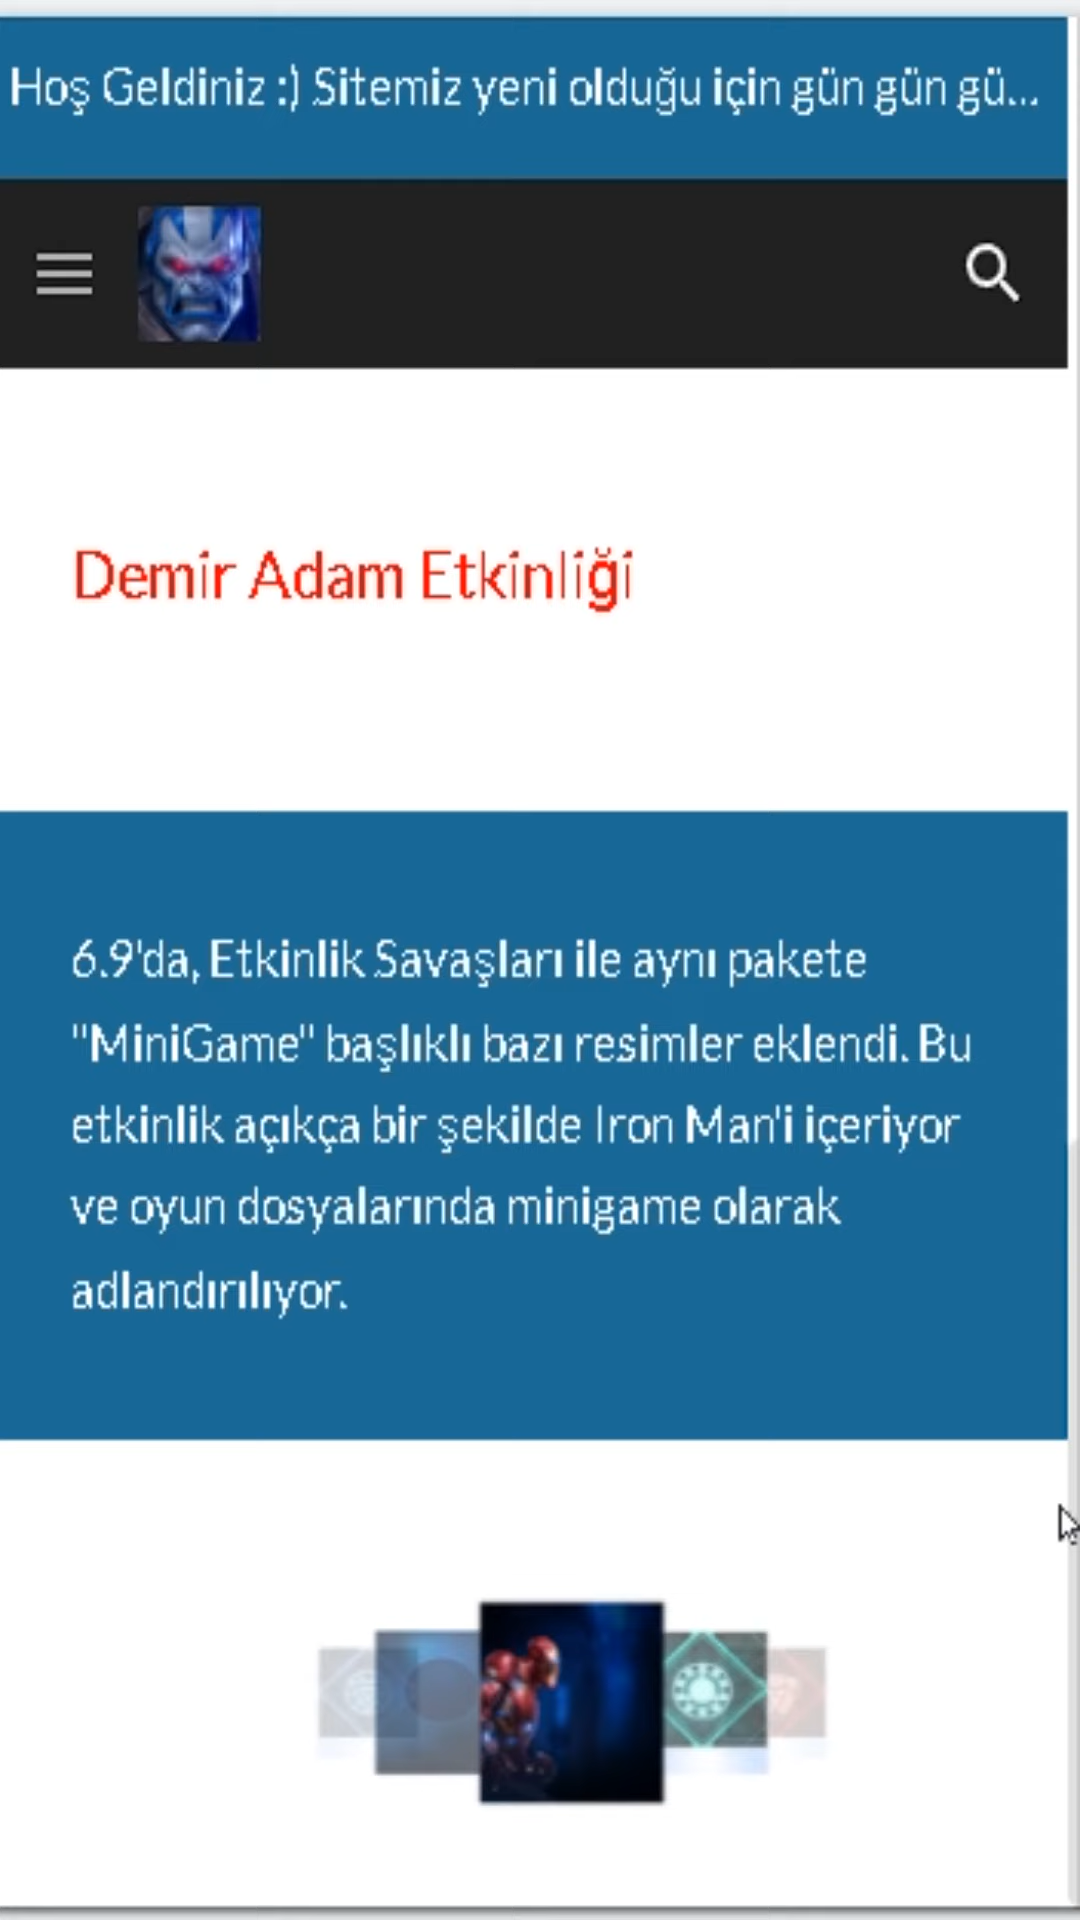 Hoş Geldiniz :) Sitemiz yeni olduğu için gün gün gü...
Demir Adam Etkinliği
6.9'da, Etkinlik Savaşları ile aynı pakete
"MiniGame" başlıklı bazı resimler eklendi. Bu
etkinlik açıkça bir şekilde Iron Man'i içeriyor
ve oyun dosyalarında minigame olarak
adlandırılıyor.